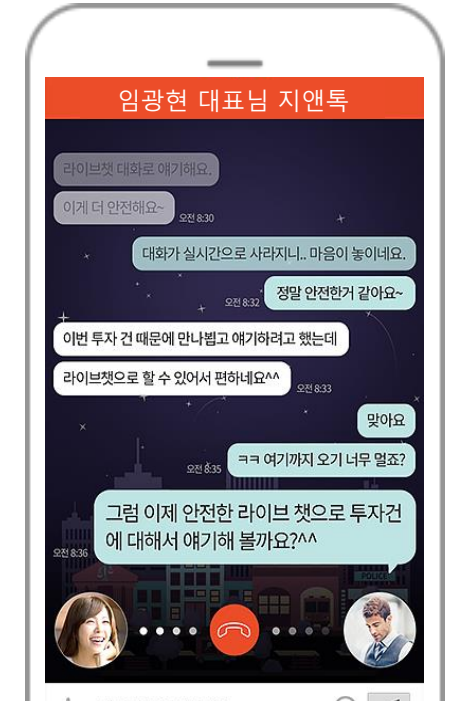 임광현 대표님 지앤톡
라이브챗 대화로 얘기해요.
이게 더 안전해요~
오전 8:30
대화가 실시간으로 사라지니.. 마음이 놓이네요.
오전 8:32
정말 안전한거 같아요~
이번 투자 건 때문에 만나뵙고 얘기하려고 했는데
라이브챗으로 할 수 있어서 편하네요^^
오전 8:33
맞아요
오전 8:35
ㅋㅋ 여기까지 오기 너무 멀죠?
그럼 이제 안전한 라이브 챗으로 투자건
에 대해서 얘기해 볼까요?^^
오전 8:36
POLICE